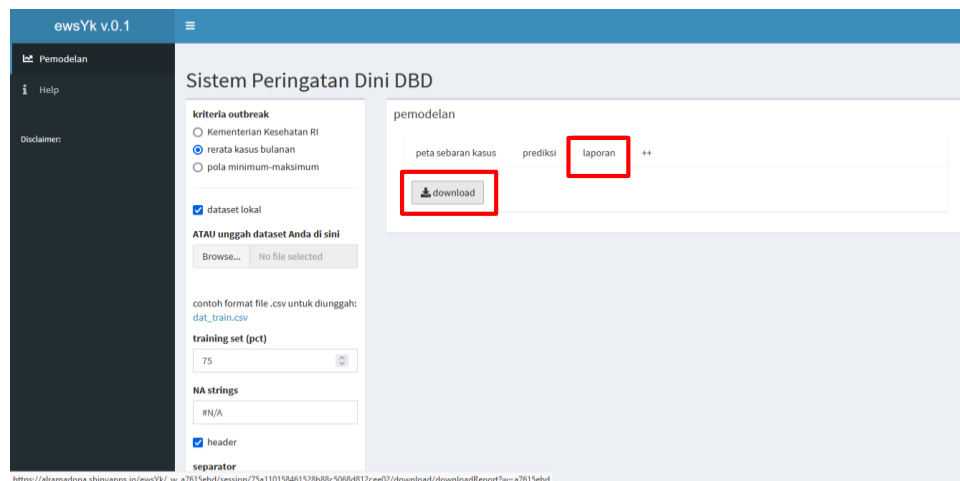 ewsYk v.0.1
Pemodelan
Help
Disclaimer:
Sistem Peringatan Dini DBD
kriteria outbreak
Kementerian Kesehatan RI
rerata kasus bulanan
pola minimum-maksimum
dataset lokal
ATAU unggah dataset Anda di sini
Browse... No file selected
contoh format file .csv untuk diunggah:
dat_train.csv
training set (pct)
75
NA strings
#N/A
header
separator
pemodelan
peta sebaran kasus prediksi laporan ++
download